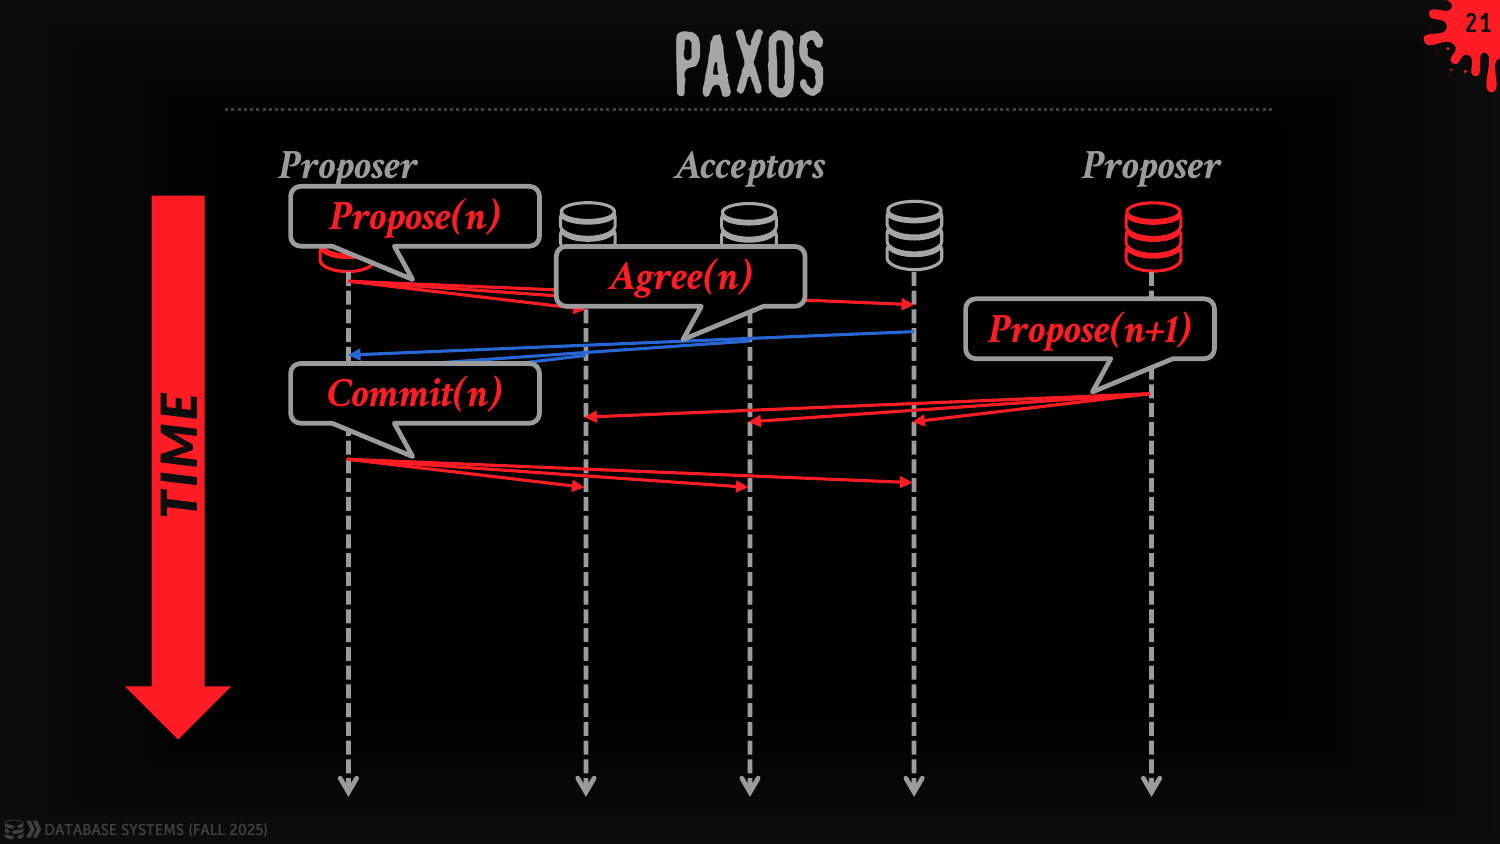 21
PAXOS
Proposer
Acceptors
Proposer
Propose(n)
Agree(n)
Propose(n+1)
Commit(n)
TIME
DATABASE SYSTEMS (FALL 2025)